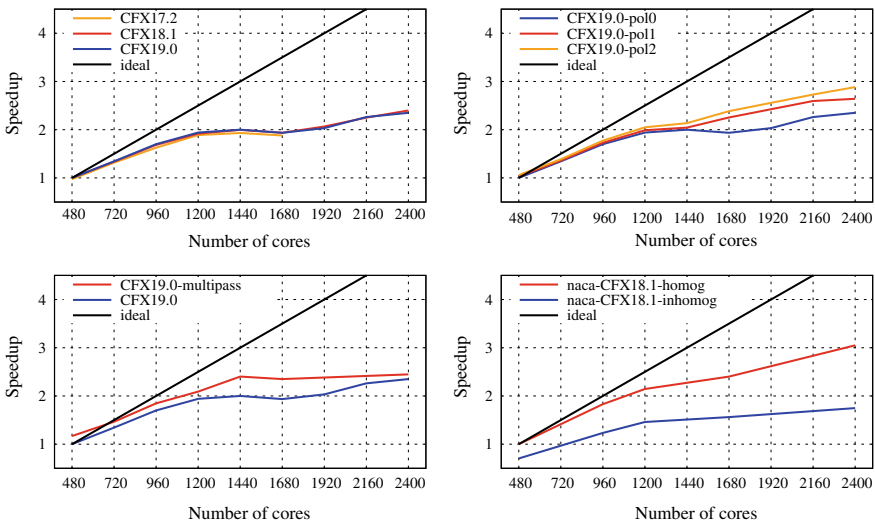 CFX17.2
CFX18.1
CFX19.0
ideal
4
3
2
1
Speedup
480 720 960 1200 1440 1680 1920 2160 2400
Number of cores
CFX19.0-pol0
CFX19.0-pol1
CFX19.0-pol2
ideal
4
3
2
1
Speedup
480 720 960 1200 1440 1680 1920 2160 2400
Number of cores
CFX19.0-multipass
CFX19.0
ideal
4
3
2
1
Speedup
480 720 960 1200 1440 1680 1920 2160 2400
Number of cores
naca-CFX18.1-homog
naca-CFX18.1-inhomog
ideal
4
3
2
1
Speedup
480 720 960 1200 1440 1680 1920 2160 2400
Number of cores